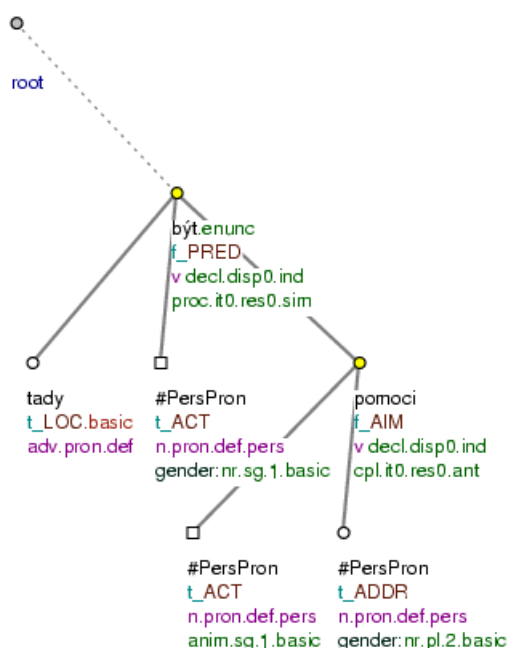 root
být.enunc
f_PRED
v decl.disp0.ind
proc.it0.res0.sim
tady
t_LOC.basic
adv.pron.def
#PersPron
t_ACT
n.pron.def.pers
gender:nr.sg.1.basic
pomoci
f_AIM
v decl.disp0.ind
cpl.it0.res0.ant
#PersPron
t_ACT
n.pron.def.pers
anim.sg.1.basic
#PersPron
t_ADDR
n.pron.def.pers
gender:nr.pl.2.basic